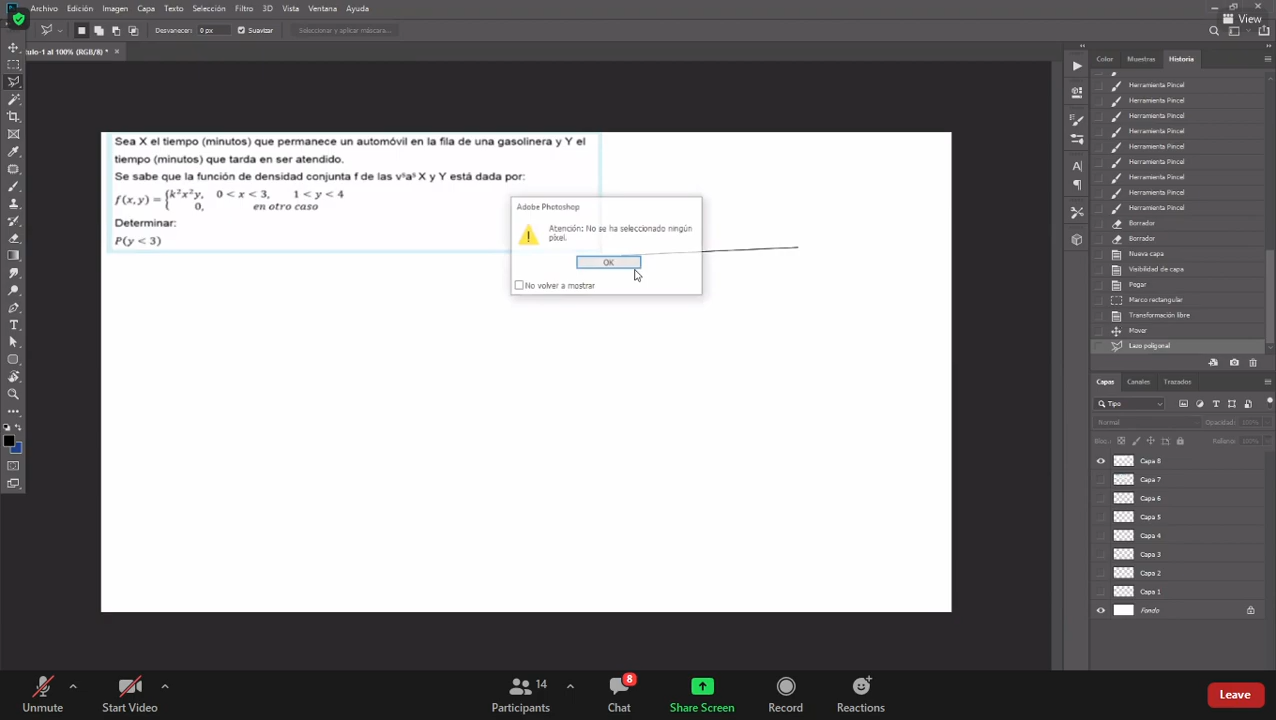 Archivo Edición Imagen Capa Texto Selección Filtro 3D Vista Ventana Ayuda
View
Desvanecer: 0 px Suavizar Seleccionar y aplicar máscara...
tulo-1 al 100% (RGB/8) * ×
Color Muestras Historia
Herramienta Pincel
Herramienta Pincel
Herramienta Pincel
Herramienta Pincel
Herramienta Pincel
Herramienta Pincel
Herramienta Pincel
Herramienta Pincel
Herramienta Pincel
Borrador
Borrador
Nueva capa
Visibilidad de capa
Pegar
Marco rectangular
Transformación libre
Mover
Lazo poligonal
Sea X el tiempo (minutos) que permanece un automóvil en la fila de una gasolinera y Y el
tiempo (minutos) que tarda en ser atendido.
Se sabe que la función de densidad conjunta f de las vˢaˢ X y Y está dada por:
f(x, y) = {k²x²y, 0 < x < 3, 1 < y < 4
0, en otro caso
Determinar:
P(y < 3)
Adobe Photoshop
Atención: No se ha seleccionado ningún
píxel.
OK
No volver a mostrar
Capas Canales Trazados
Tipo
Normal Opacidad: 100%
Bloq.: Relleno: 100%
Capa 8
Capa 7
Capa 6
Capa 5
Capa 4
Capa 3
Capa 2
Capa 1
Fondo
8
14
Unmute Start Video Participants Chat Share Screen Record Reactions Leave